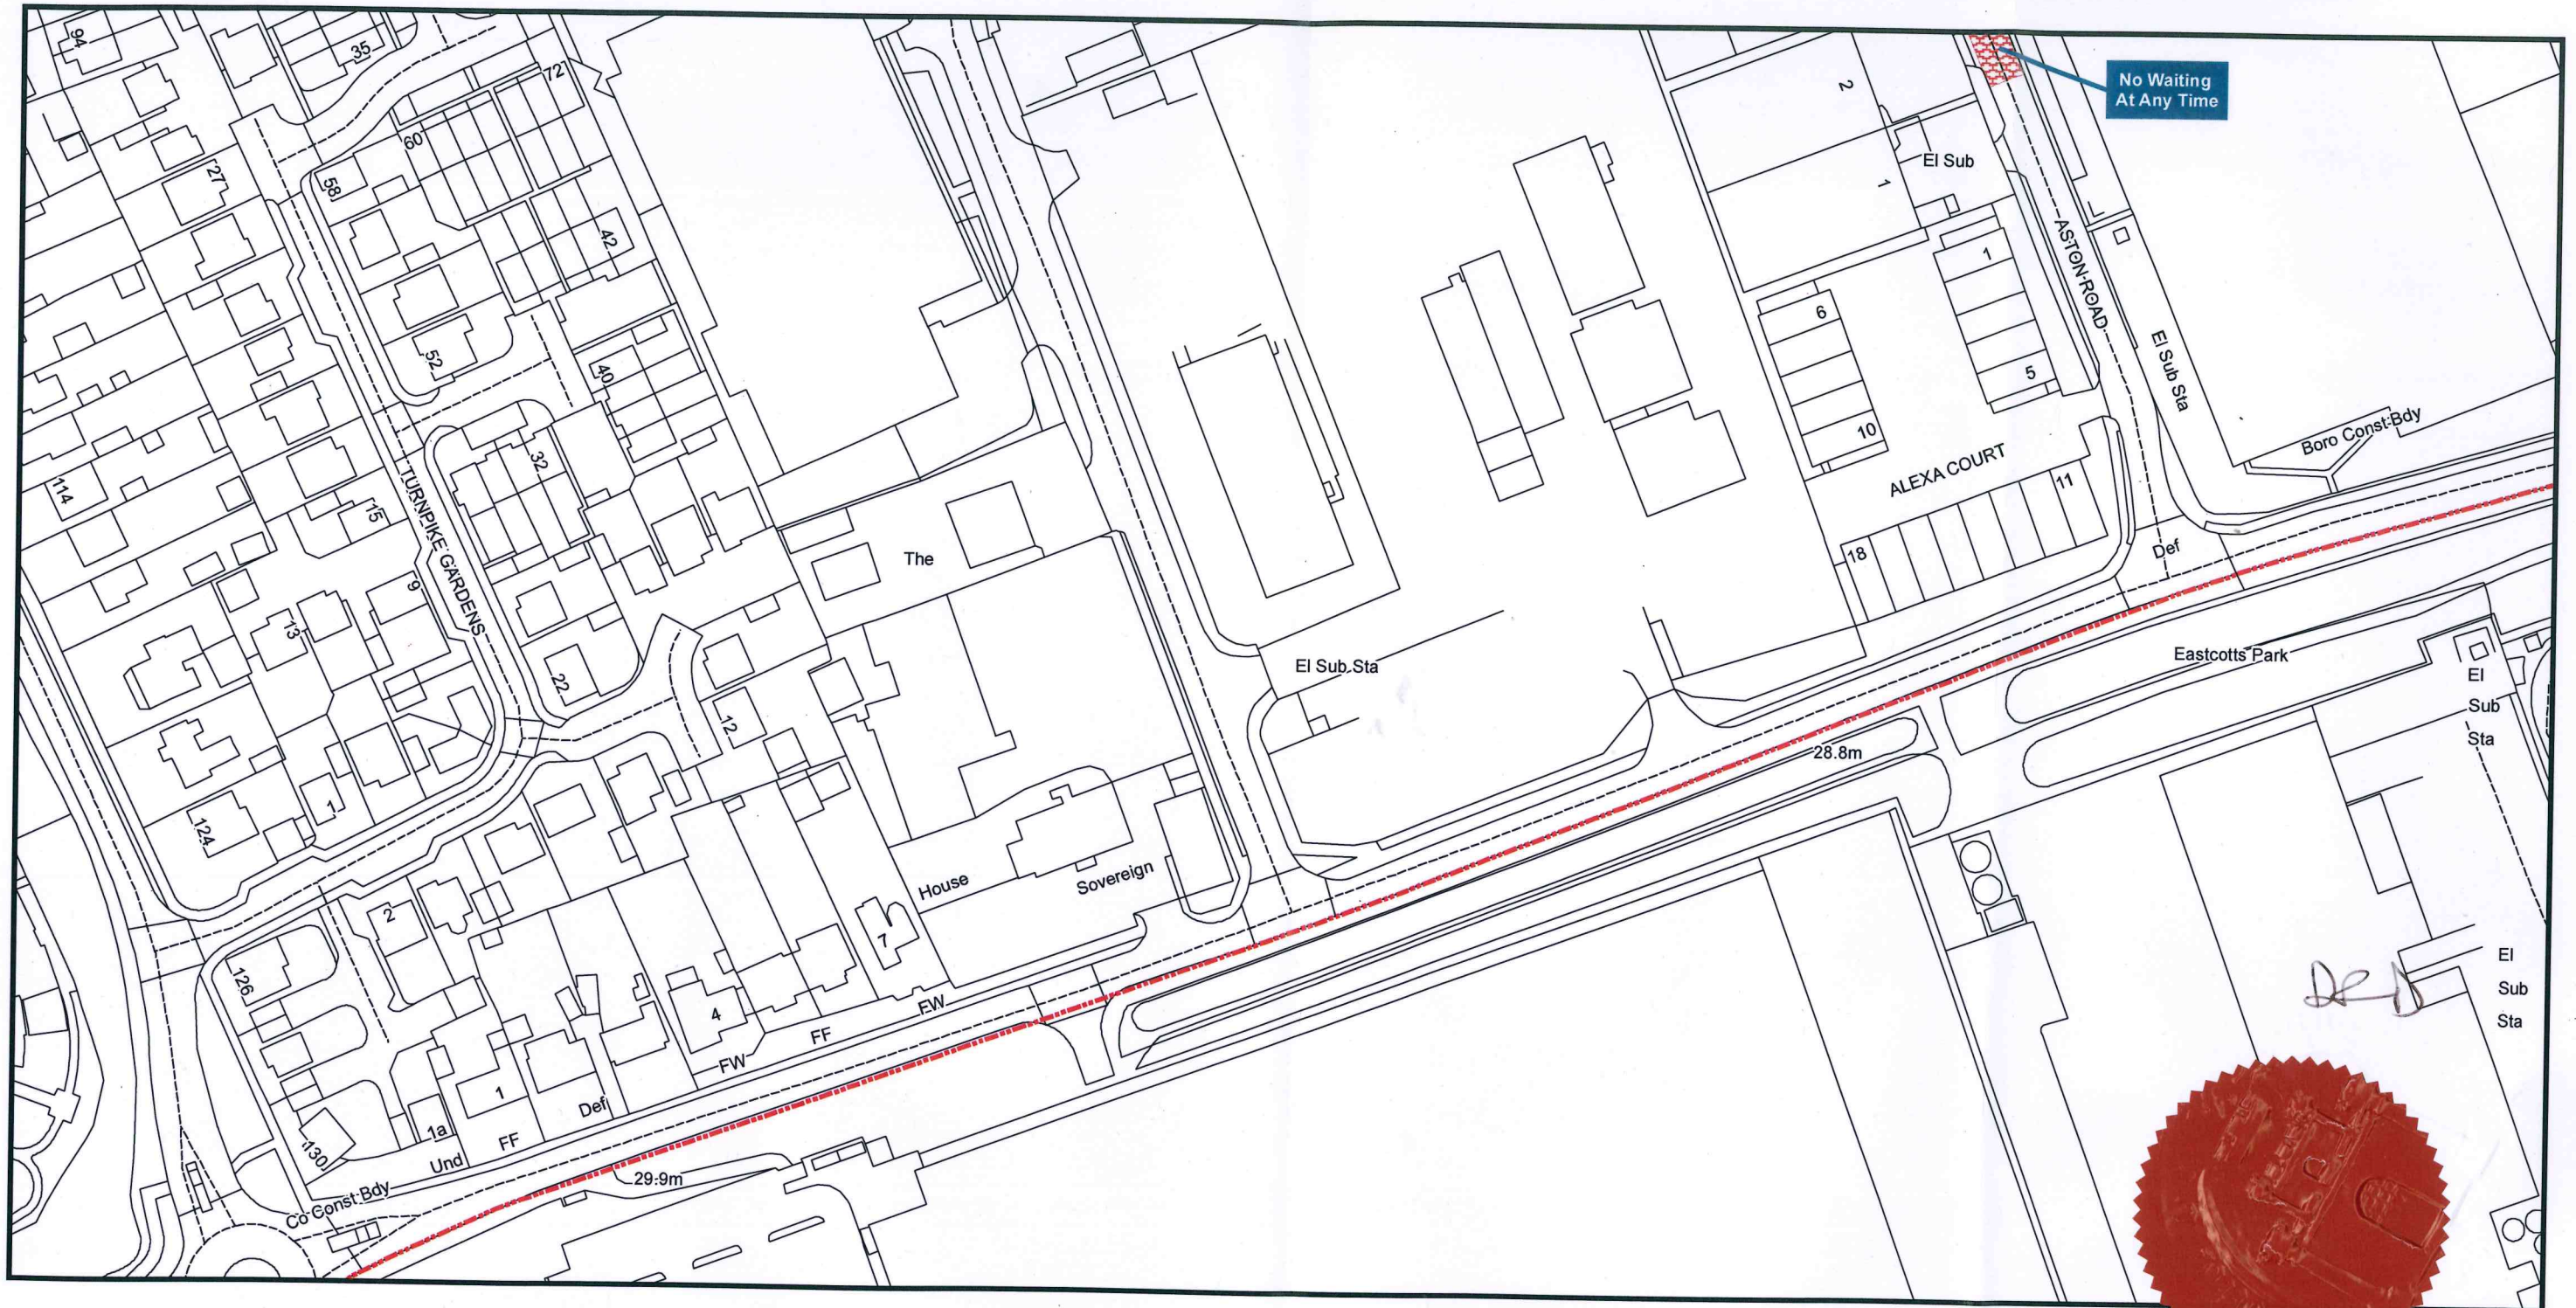 94
35
72
60
58
27
42
52
40
32
114
15
TURNPIKE GARDENS
9
13
22
12
1
124
2
126
130
1a
1
4
7
Und
FF
Def
FW
FF
FW
Co Const Bdy
29.9m
The
House
Sovereign
El Sub Sta
28.8m
No Waiting
At Any Time
2
1
El Sub
ASTON ROAD
1
5
6
10
El Sub Sta
ALEXA COURT
11
18
Def
Boro Const Bdy
Eastcotts Park
El
Sub
Sta
El
Sub
Sta